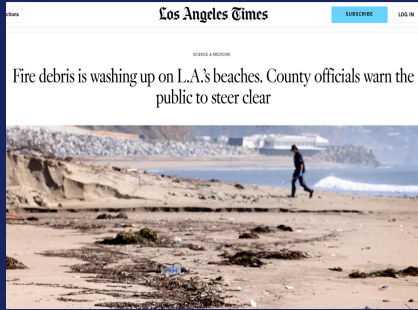 ctions
Los Angeles Times
SUBSCRIBE
LOG IN
SCIENCE & MEDICINE
Fire debris is washing up on L.A.'s beaches. County officials warn the
public to steer clear